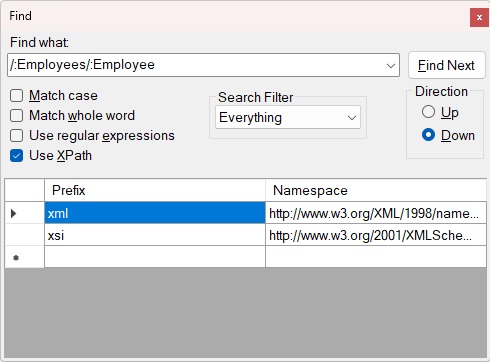 Find
Find what:
/:Employees/:Employee
Find Next
Match case
Match whole word
Use regular expressions
Use XPath
Search Filter
Everything
Direction
Up
Down
Prefix Namespace
xml http://www.w3.org/XML/1998/name...
xsi http://www.w3.org/2001/XMLSche...